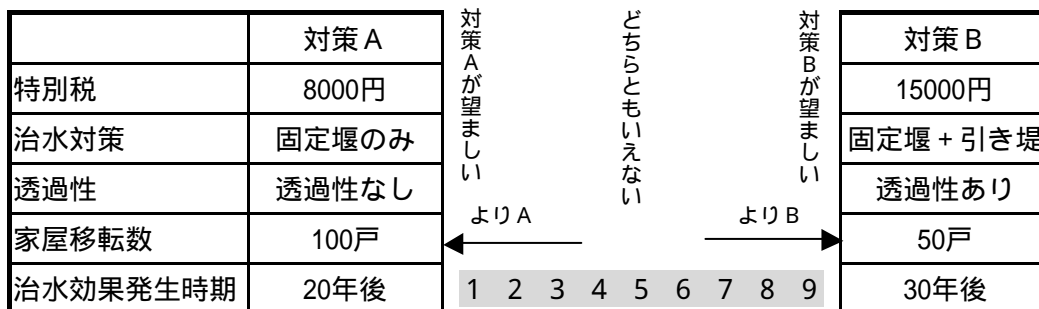 対策A
対策Aが望ましい
どちらともいえない
対策Bが望ましい
対策B
特別税 8000円 15000円
治水対策 固定堰のみ 固定堰+引き堤
透過性 透過性なし 透過性あり
よりA よりB
家屋移転数 100戸 50戸
治水効果発生時期 20年後 1 2 3 4 5 6 7 8 9 30年後